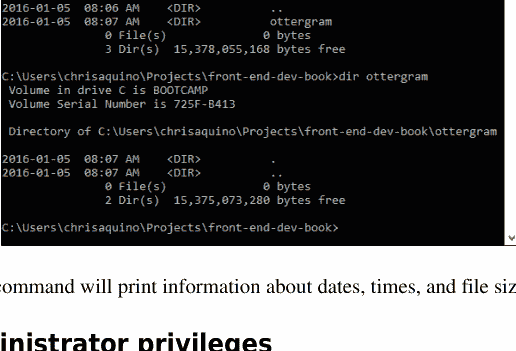 2016-01-05  08:06 AM    <DIR>          ..
2016-01-05  08:07 AM    <DIR>          ottergram
               0 File(s)              0 bytes
               3 Dir(s)  15,378,055,168 bytes free
C:\Users\chrisaquino\Projects\front-end-dev-book>dir ottergram
 Volume in drive C is BOOTCAMP
 Volume Serial Number is 725F-B413
 Directory of C:\Users\chrisaquino\Projects\front-end-dev-book\ottergram
2016-01-05  08:07 AM    <DIR>          .
2016-01-05  08:07 AM    <DIR>          ..
               0 File(s)              0 bytes
               2 Dir(s)  15,375,073,280 bytes free
C:\Users\chrisaquino\Projects\front-end-dev-book>
command will print information about dates, times, and file siz
inistrator privileges